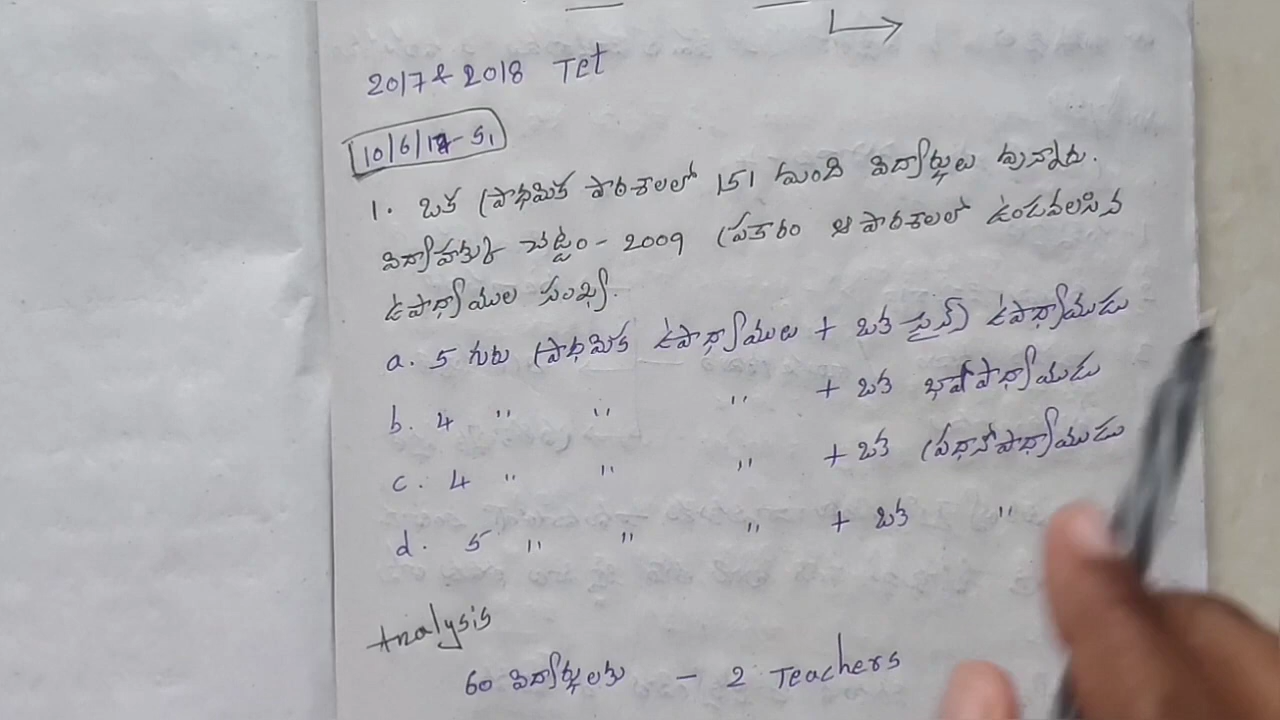 2017 & 2018 Tet
10/6/18 - S1
1. ఒక ప్రాథమిక పాఠశాలలో 151 మంది విద్యార్థులు ఉన్నారు.
విద్యాహక్కు చట్టం - 2009 ప్రకారం ఆ పాఠశాలలో ఉండవలసిన
ఉపాధ్యాయుల సంఖ్య.
a. 5 గురు ప్రాథమిక ఉపాధ్యాయులు + ఒక సైన్స్ ఉపాధ్యాయుడు
b. 4 " " " + ఒక భాషోపాధ్యాయుడు
c. 4 " " " + ఒక ప్రధానోపాధ్యాయుడు
d. 5 " " " + ఒక "
Analysis
60 విద్యార్థులకు - 2 Teachers